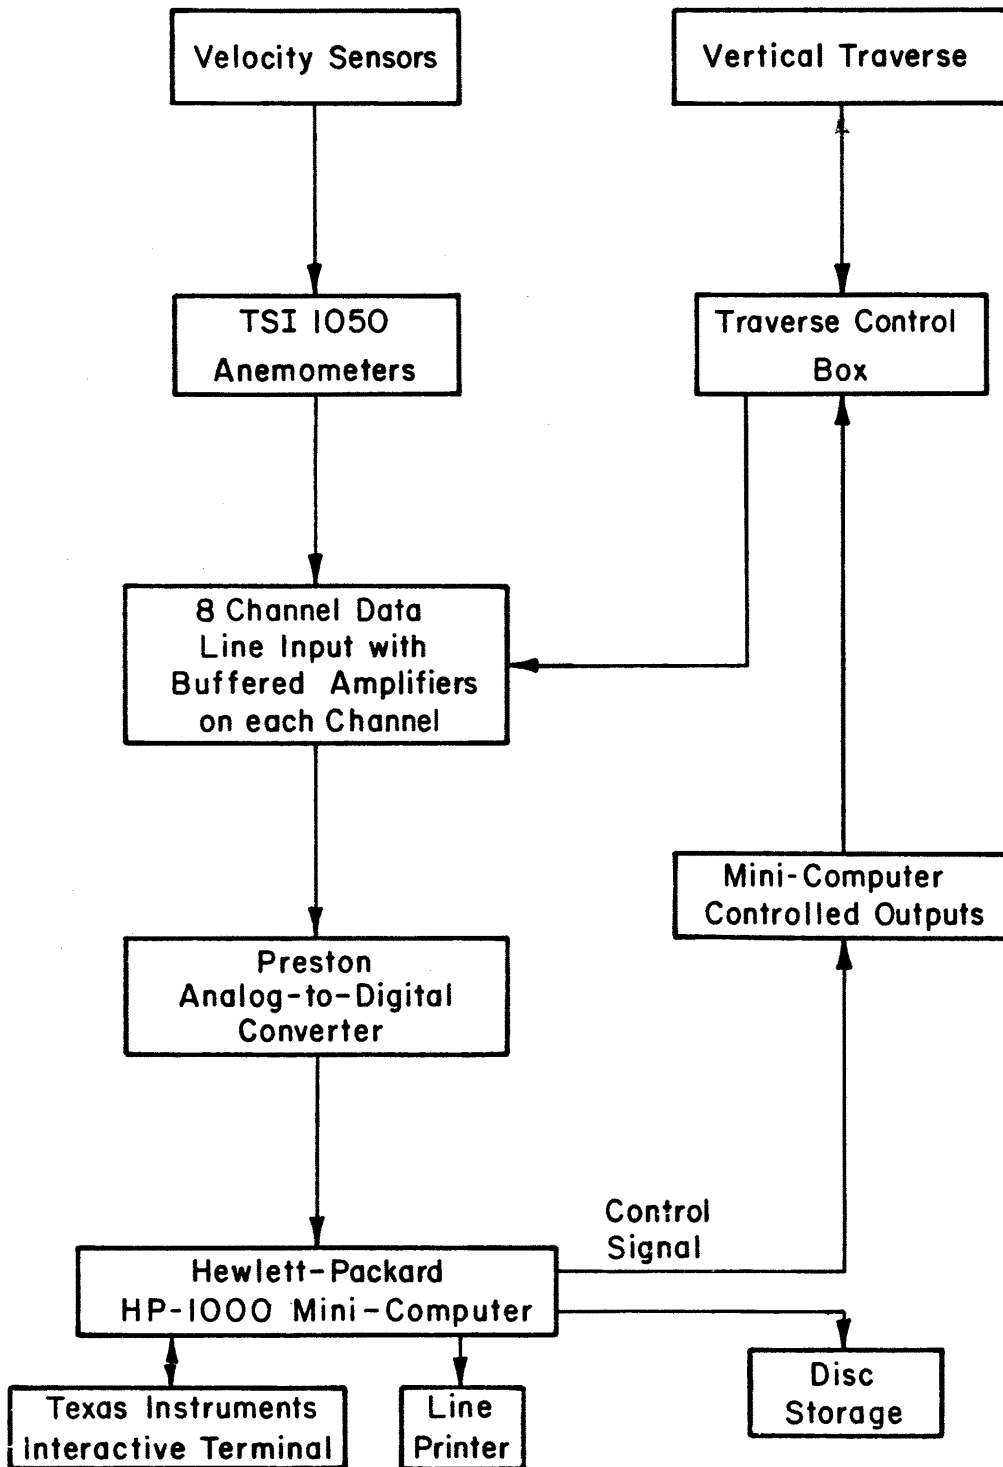 Velocity Sensors
Vertical Traverse
TSI 1050
Anemometers
Traverse Control
Box
8 Channel Data
Line Input with
Buffered Amplifiers
on each Channel
Mini-Computer
Controlled Outputs
Preston
Analog-to-Digital
Converter
Control
Signal
Hewlett-Packard
HP-1000 Mini-Computer
Disc
Storage
Texas Instruments
Interactive Terminal
Line
Printer